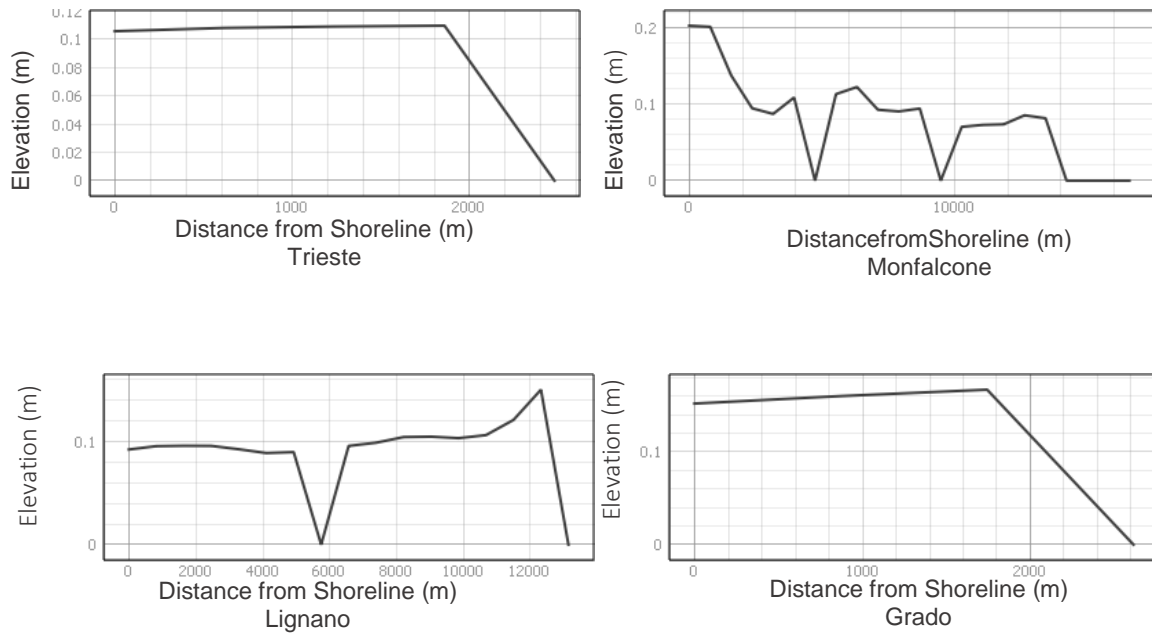 0.12
0.1
0.08
0.06
0.04
0.02
0
Elevation (m)
0
1000
2000
Distance from Shoreline (m)
Trieste
0.2
0.1
0
Elevation (m)
0
10000
DistancefromShoreline (m)
Monfalcone
0.1
0
Elevation (m)
0
2000
4000
6000
8000
10000
12000
Distance from Shoreline (m)
Lignano
0.1
0
Elevation (m)
0
1000
2000
Distance from Shoreline (m)
Grado